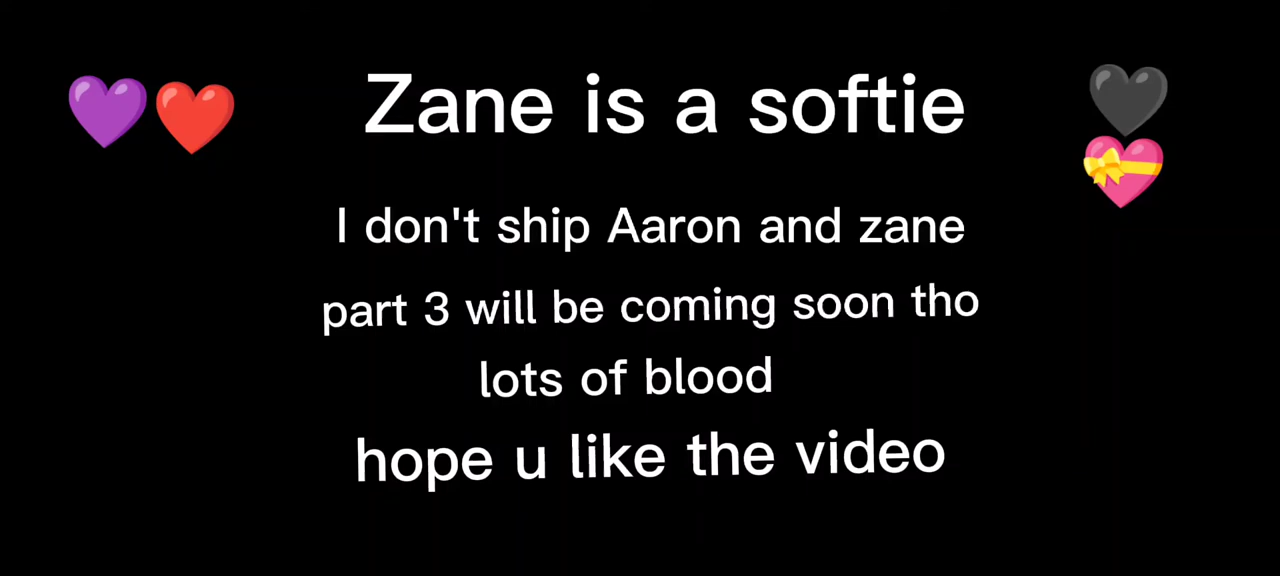 Zane is a softie
I don't ship Aaron and zane
part 3 will be coming soon tho
lots of blood
hope u like the video